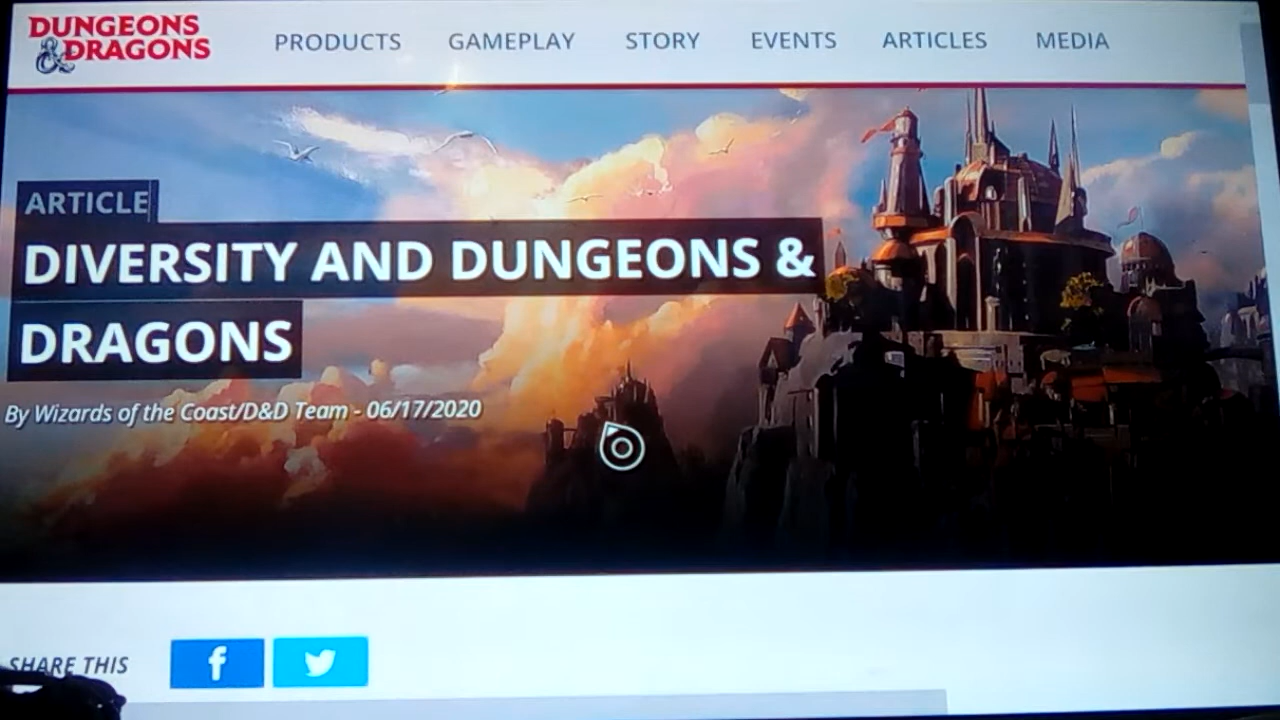 DUNGEONS
& DRAGONS
PRODUCTS GAMEPLAY STORY EVENTS ARTICLES MEDIA
ARTICLE
DIVERSITY AND DUNGEONS &
DRAGONS
By Wizards of the Coast/D&D Team - 06/17/2020
SHARE THIS
f